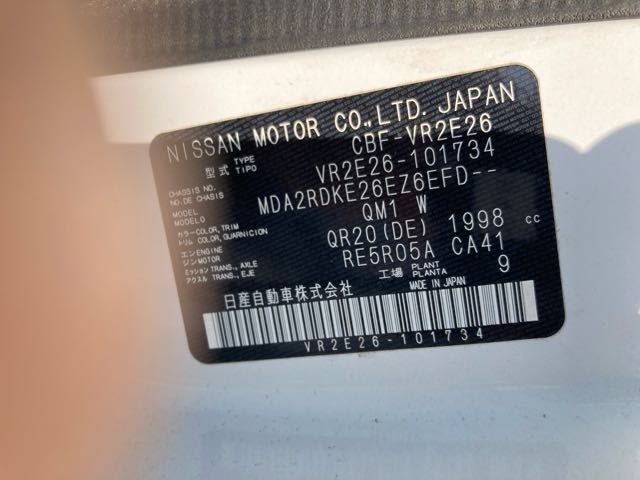 NISSAN MOTOR CO.,LTD. JAPAN
型式 TYPE TIPO CBF-VR2E26
CHASSIS NO. NO. DE CHASIS VR2E26-101734
MODEL MODELO MDA2RDKE26EZ6EFD--
カラー COLOR, TRIM トリム COLOR, GUARNICION QM1 W
エンEN ENGINE ジン MOTOR QR20(DE) 1998 cc
ミッション TRANS., AXLE アクスル TRANS., EJE RE5R05A CA41
工場 PLANT PLANTA 9
日産自動車株式会社 MADE IN JAPAN
VR2E26-101734